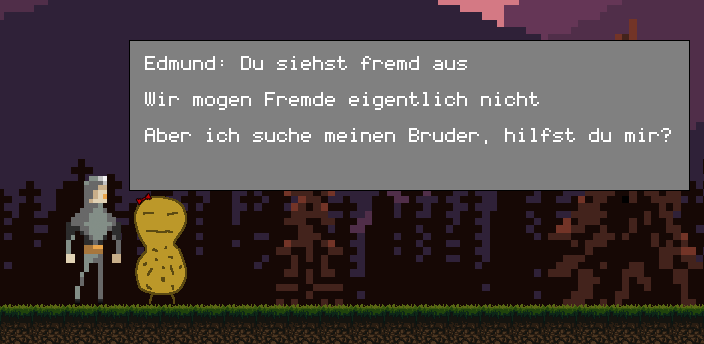 Edmund: Du siehst fremd aus
Wir mogen Fremde eigentlich nicht
Aber ich suche meinen Bruder, hilfst du mir?